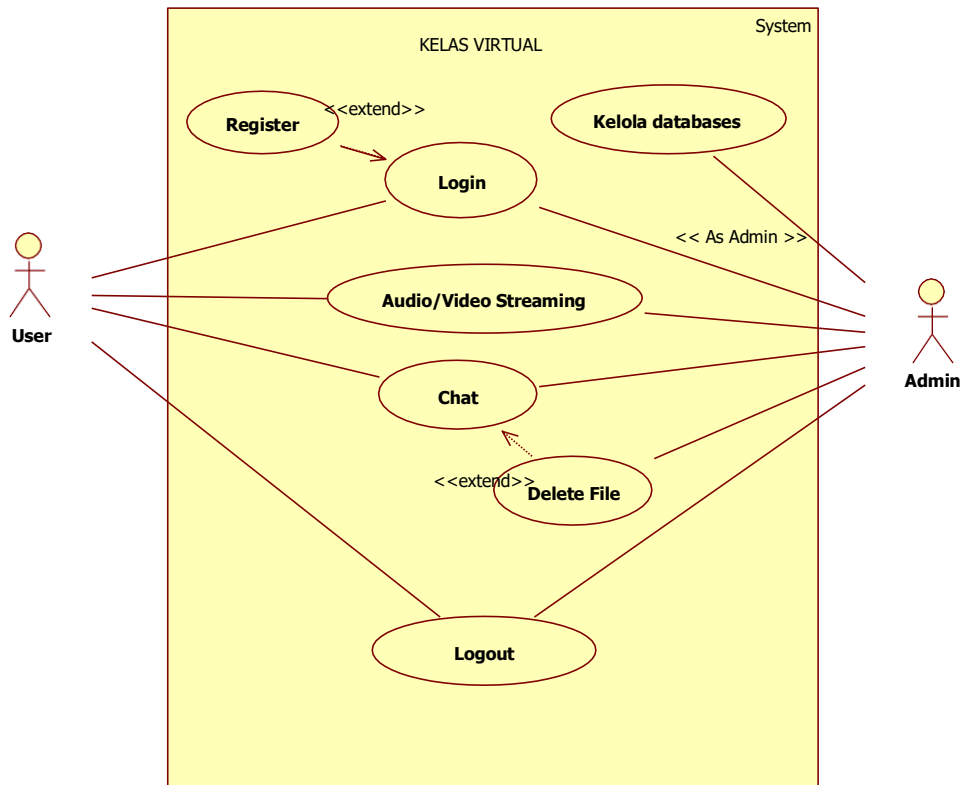 System
KELAS VIRTUAL
<<extend>>
Register
Kelola databases
Login
<< As Admin >>
Audio/Video Streaming
User
Admin
Chat
<<extend>>
Delete File
Logout